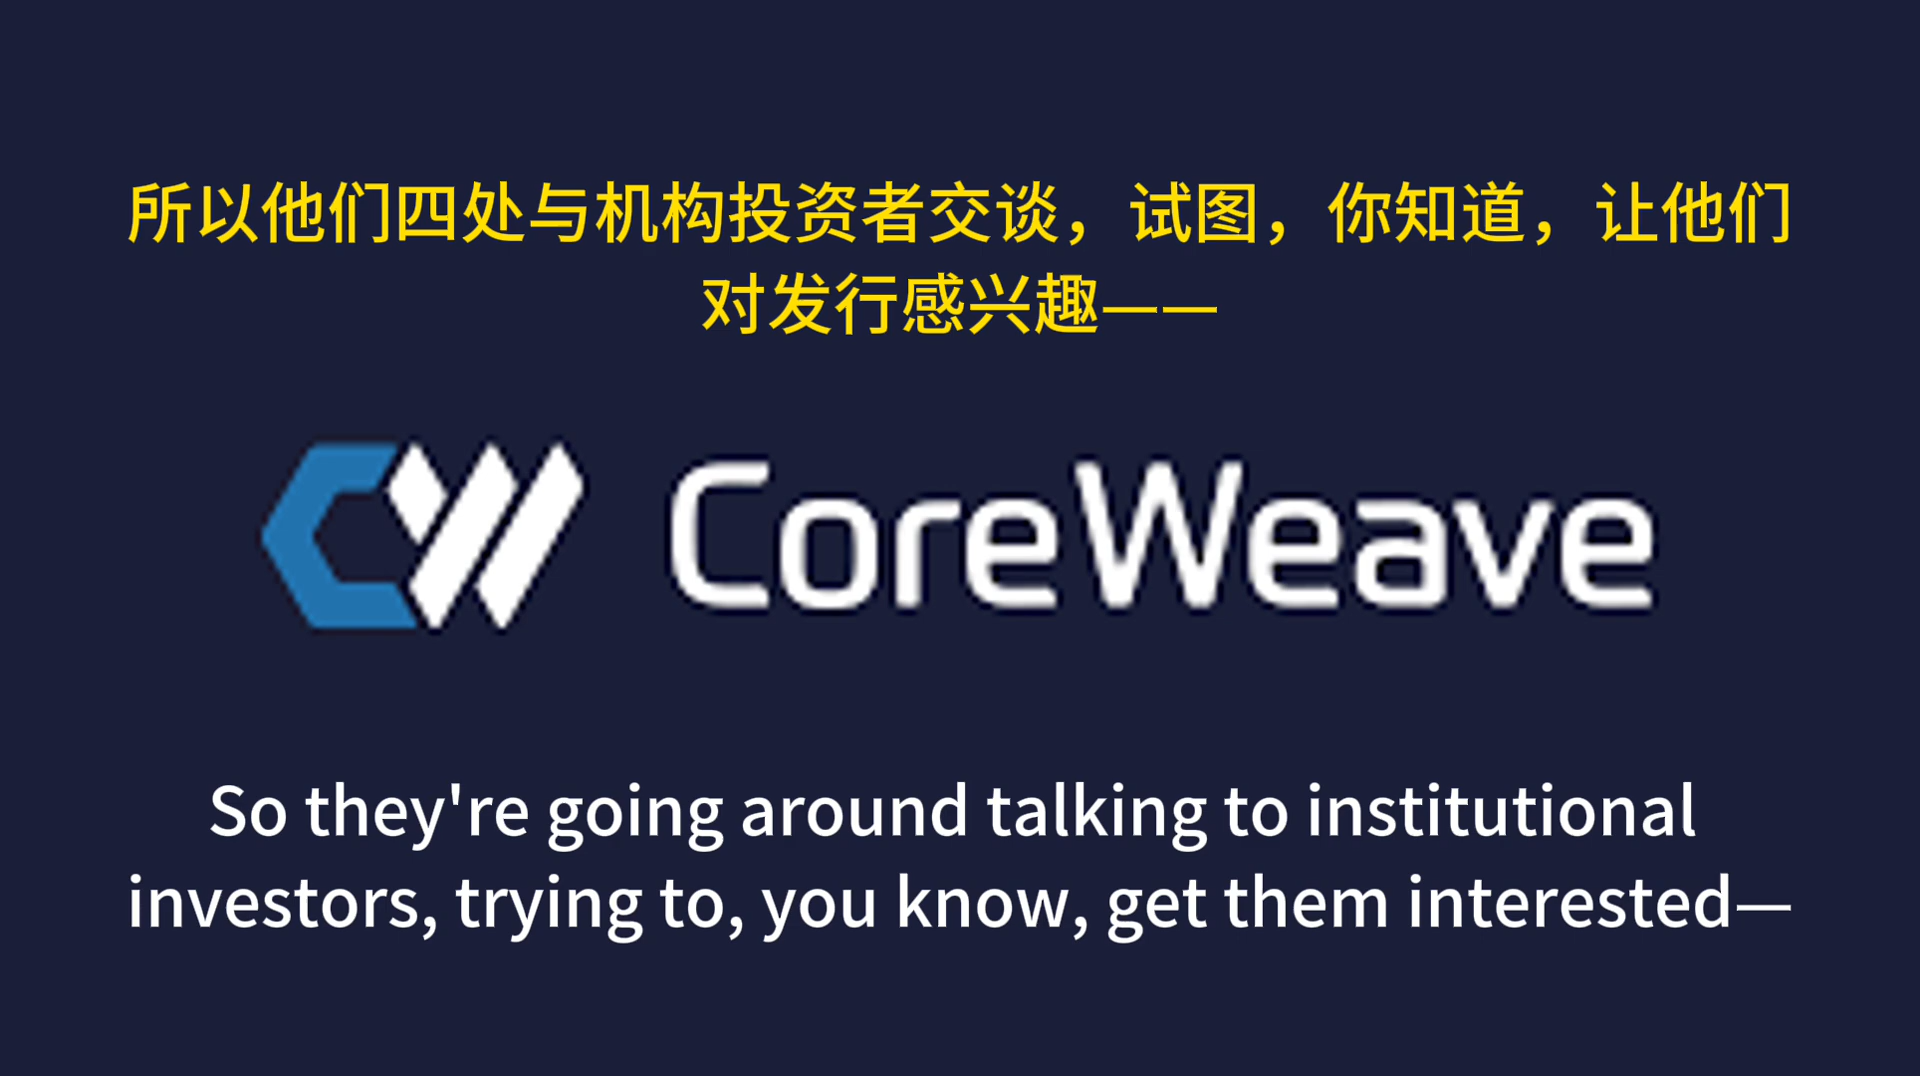 所以他们四处与机构投资者交谈，试图，你知道，让他们
对发行感兴趣——
CoreWeave
So they're going around talking to institutional
investors, trying to, you know, get them interested—